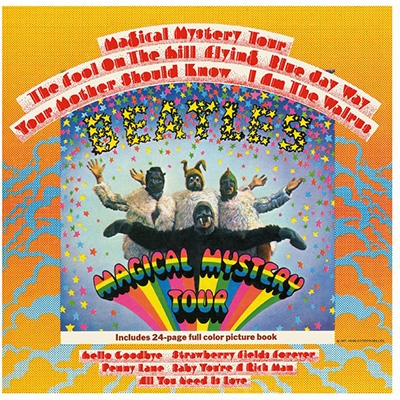 Magical Mystery Tour
The Fool On The Hill Flying Blue day Way
Your Mother Should Know I Am The Walrus
BEATLES
MAGICAL MYSTERY
TOUR
Includes 24-page full color picture book
Hello Goodbye Strawberry Fields Forever
Penny Lane Baby You're A Rich Man
All You Need Is Love